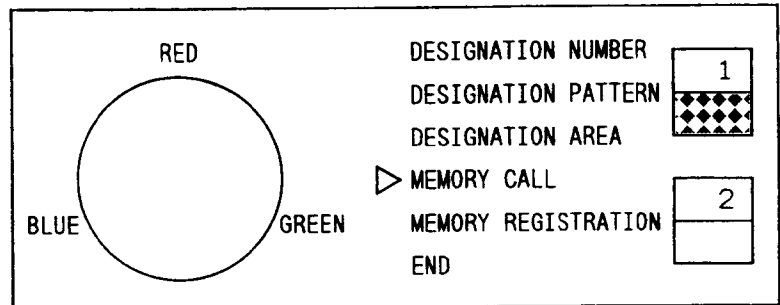 RED
BLUE
GREEN
DESIGNATION NUMBER
DESIGNATION PATTERN
DESIGNATION AREA
MEMORY CALL
MEMORY REGISTRATION
END
1
2